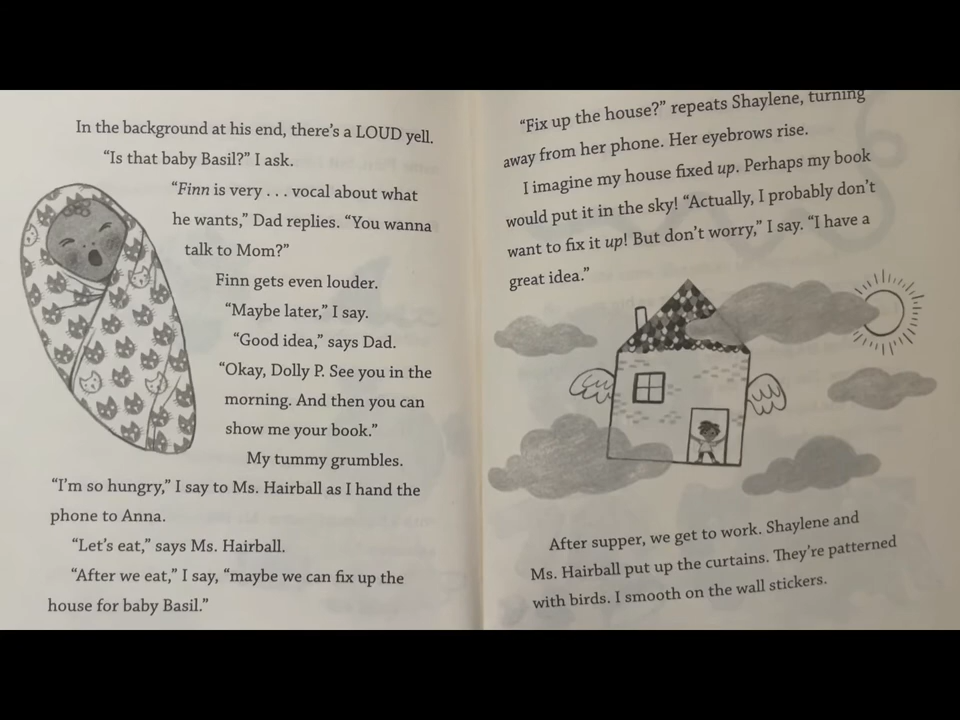 In the background at his end, there’s a LOUD yell.
“Is that baby Basil?” I ask.
“Finn is very . . . vocal about what
he wants,” Dad replies. “You wanna
talk to Mom?”
Finn gets even louder.
“Maybe later,” I say.
“Good idea,” says Dad.
“Okay, Dolly P. See you in the
morning. And then you can
show me your book.”
My tummy grumbles.
“I’m so hungry,” I say to Ms. Hairball as I hand the
phone to Anna.
“Let’s eat,” says Ms. Hairball.
“After we eat,” I say, “maybe we can fix up the
house for baby Basil.”
“Fix up the house?” repeats Shaylene, turning
away from her phone. Her eyebrows rise.
I imagine my house fixed up. Perhaps my book
would put it in the sky! “Actually, I probably don’t
want to fix it up! But don’t worry,” I say. “I have a
great idea.”
After supper, we get to work. Shaylene and
Ms. Hairball put up the curtains. They’re patterned
with birds. I smooth on the wall stickers.